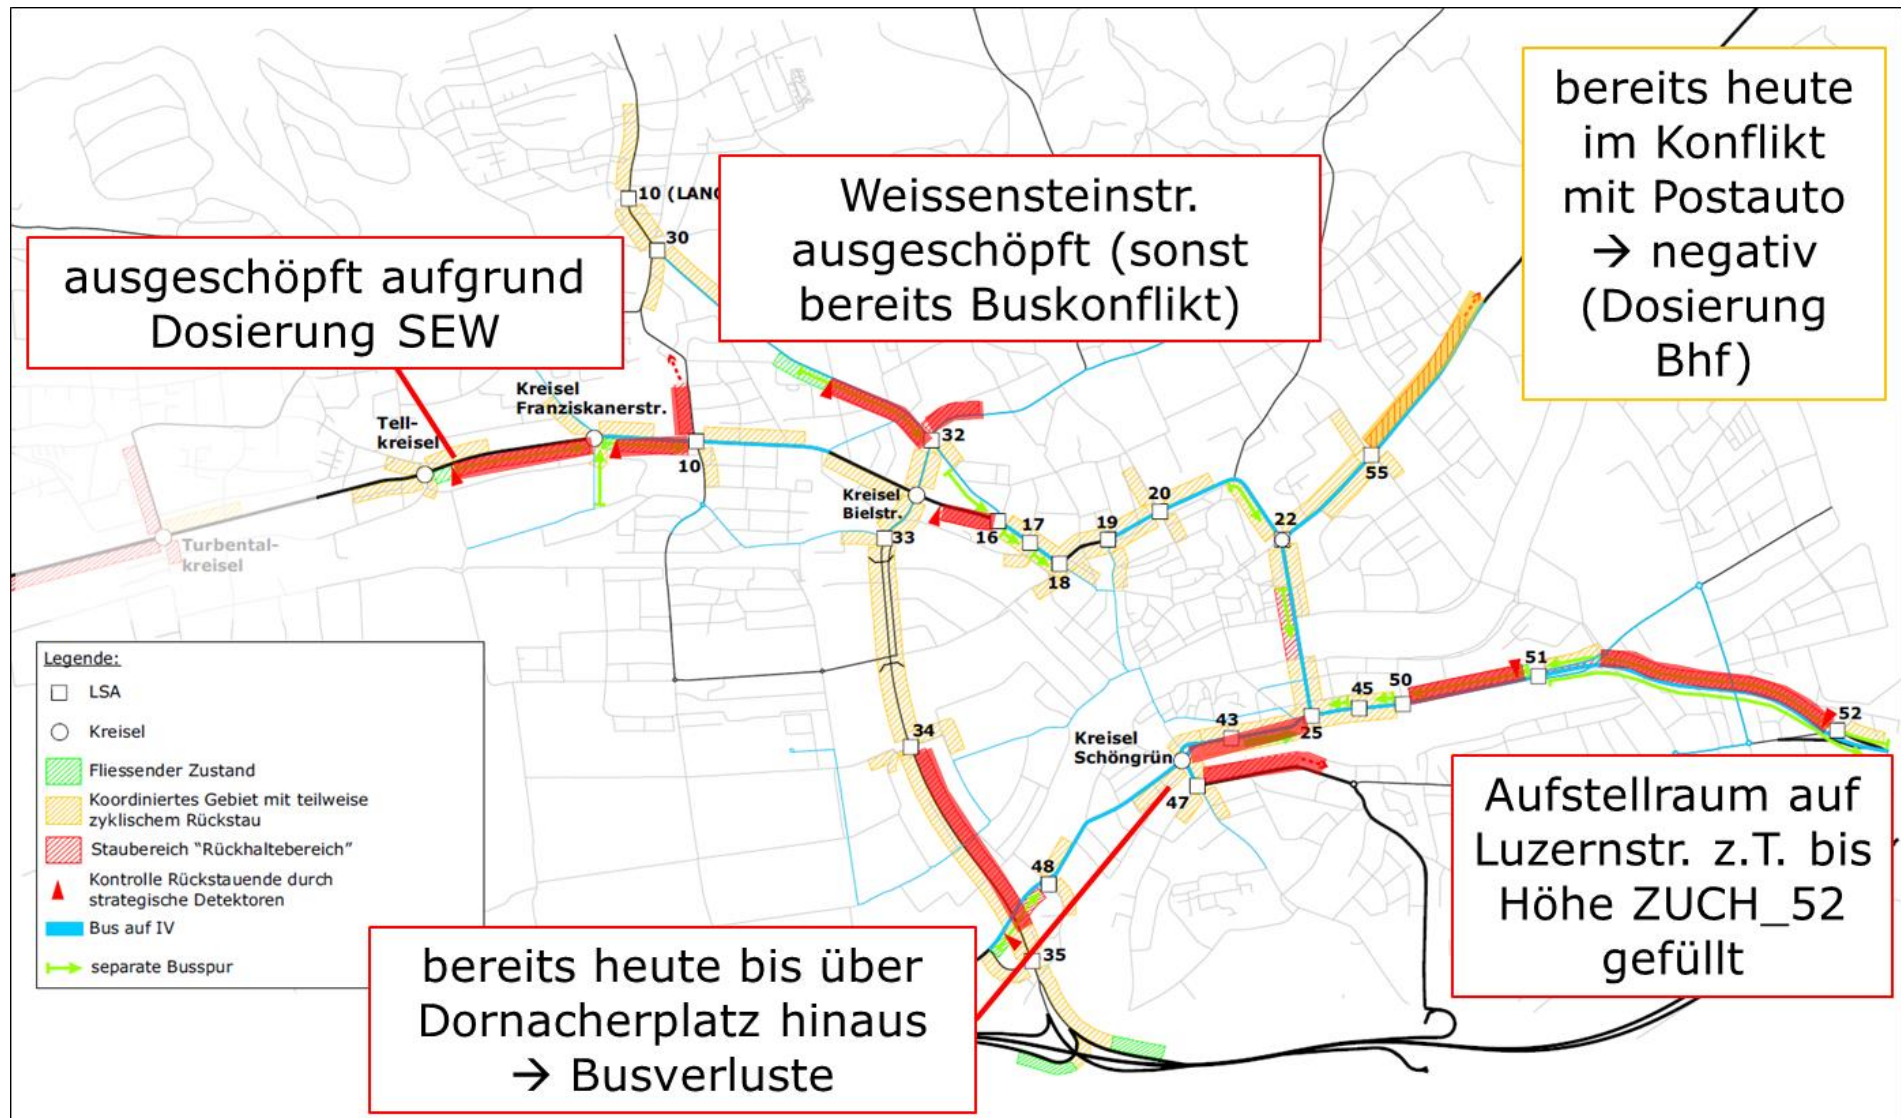 bereits heute
im Konflikt
mit Postauto
→ negativ
(Dosierung
Bhf)
Weissensteinstr.
ausgeschöpft (sonst
bereits Buskonflikt)
ausgeschöpft aufgrund
Dosierung SEW
10 (LANG
30
Kreisel
Franziskanerstr.
Tell-
kreisel
10
32
Kreisel
Bielstr.
33
16
17
18
19
20
22
55
Turbental-
kreisel
34
Kreisel
Schöngrün
43
25
45
50
51
52
47
48
35
Legende:
LSA
Kreisel
Fliessender Zustand
Koordiniertes Gebiet mit teilweise
zyklischem Rückstau
Staubereich "Rückhaltebereich"
Kontrolle Rückstauende durch
strategische Detektoren
Bus auf IV
separate Busspur
Aufstellraum auf
Luzernstr. z.T. bis
Höhe ZUCH_52
gefüllt
bereits heute bis über
Dornacherplatz hinaus
→ Busverluste